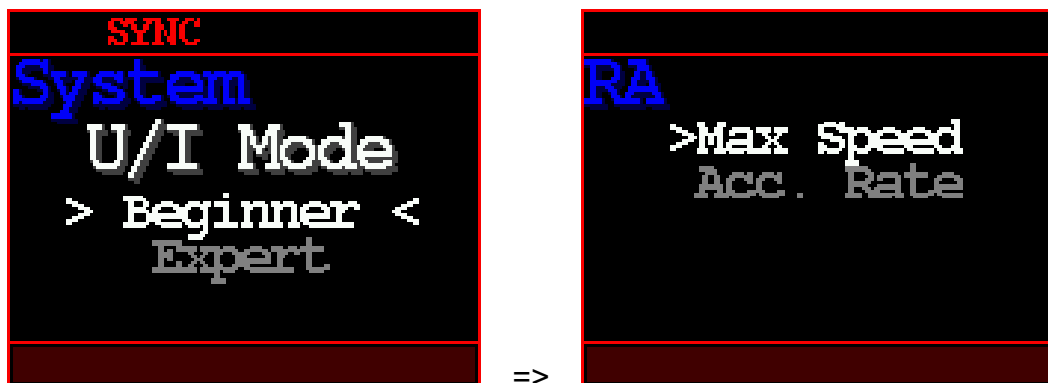 SYNC
System
U/I Mode
> Beginner <
Expert
=>
RA
>Max Speed
Acc. Rate